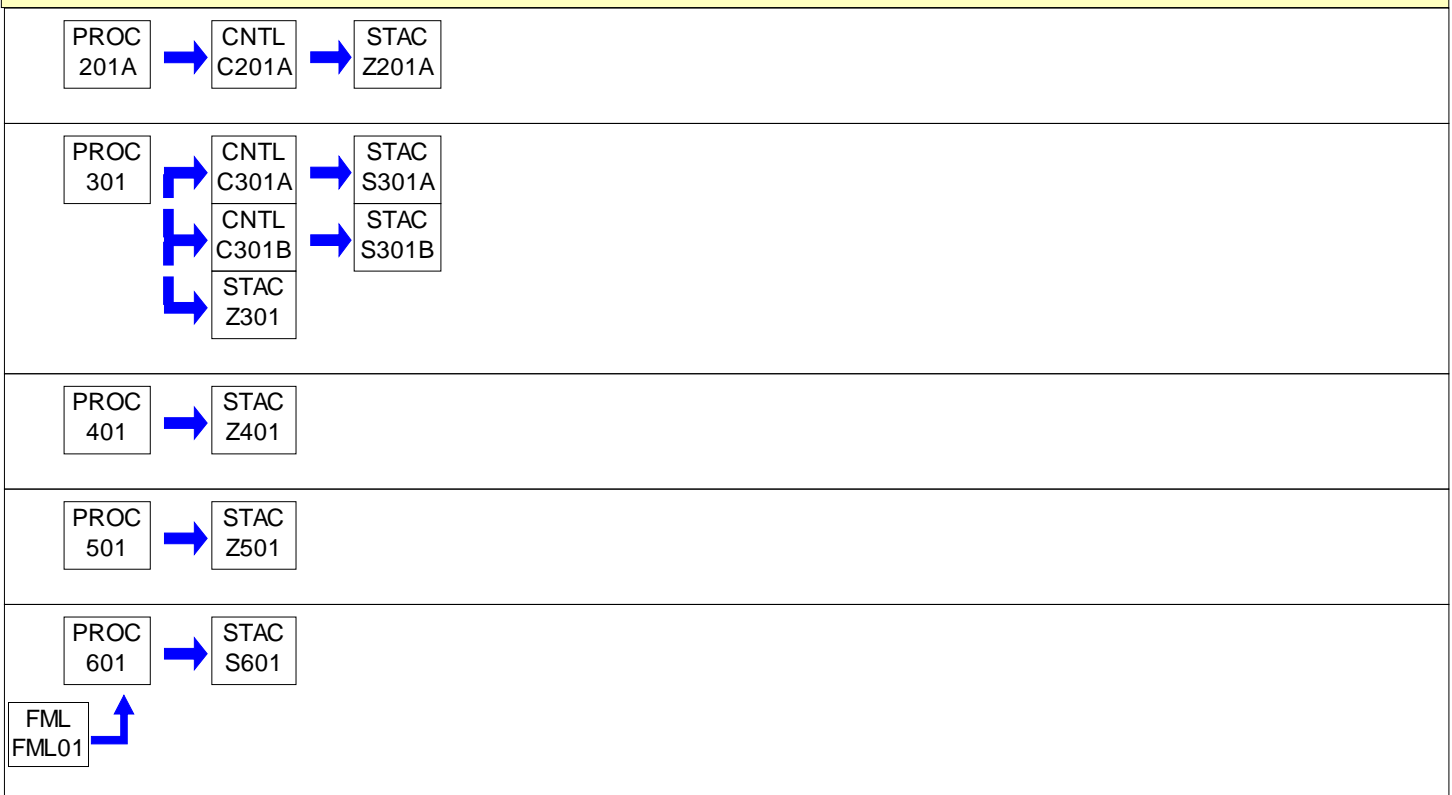 PROC
201A
CNTL
C201A
STAC
Z201A
PROC
301
CNTL
C301A
STAC
S301A
CNTL
C301B
STAC
S301B
STAC
Z301
PROC
401
STAC
Z401
PROC
501
STAC
Z501
PROC
601
STAC
S601
FML
FML01